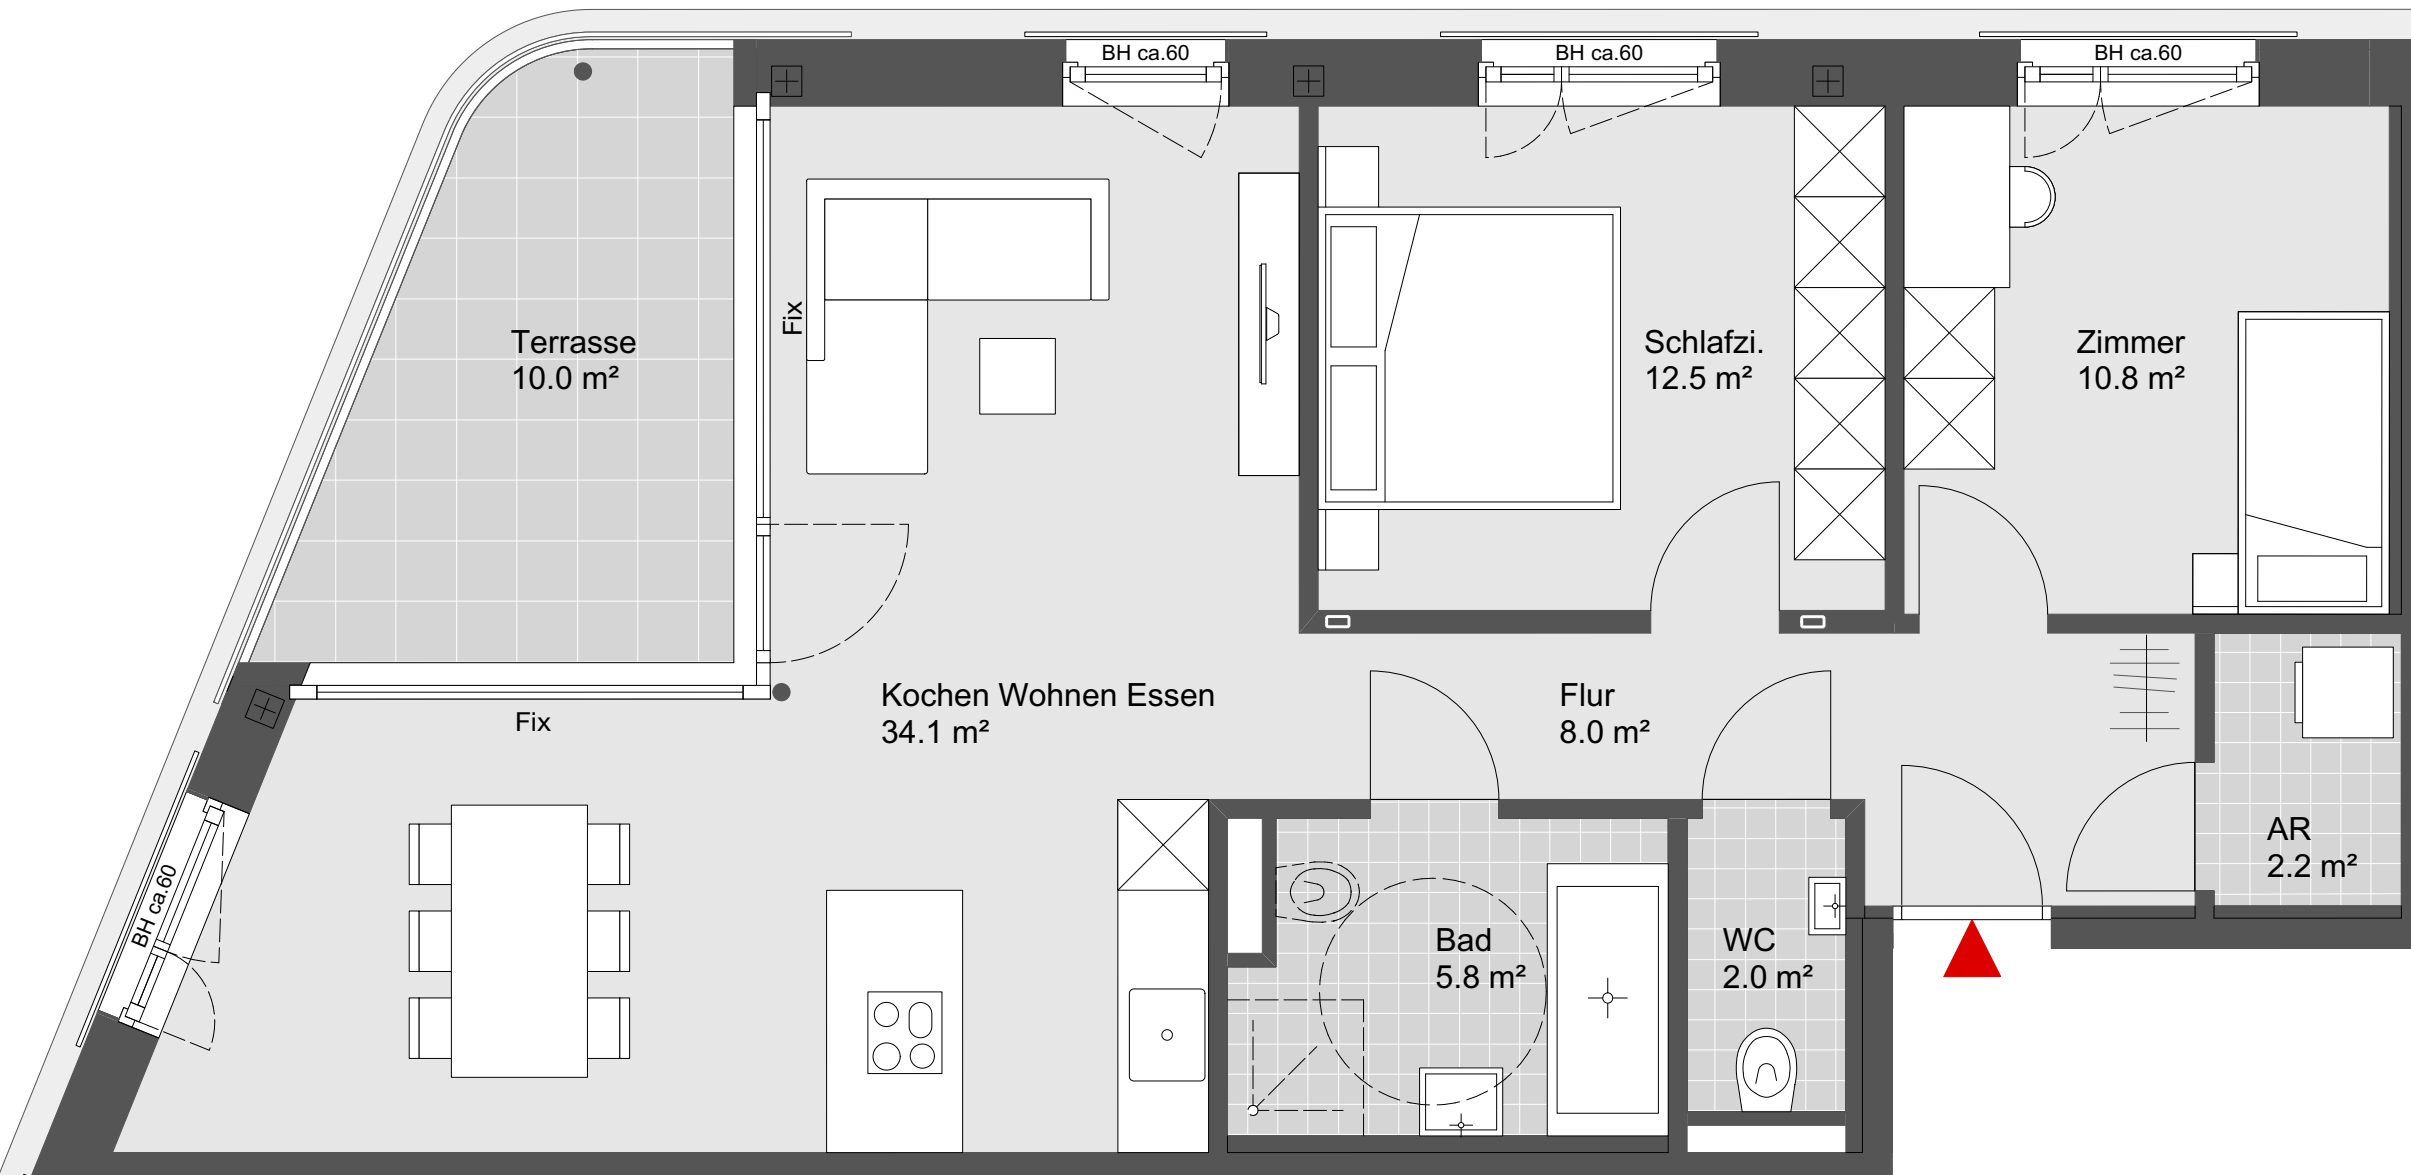 BH ca.60
BH ca.60
BH ca.60
Fix
Terrasse
10.0 m²
Schlafzi.
12.5 m²
Zimmer
10.8 m²
Kochen Wohnen Essen
34.1 m²
Flur
8.0 m²
Fix
BH ca.60
AR
2.2 m²
Bad
5.8 m²
WC
2.0 m²